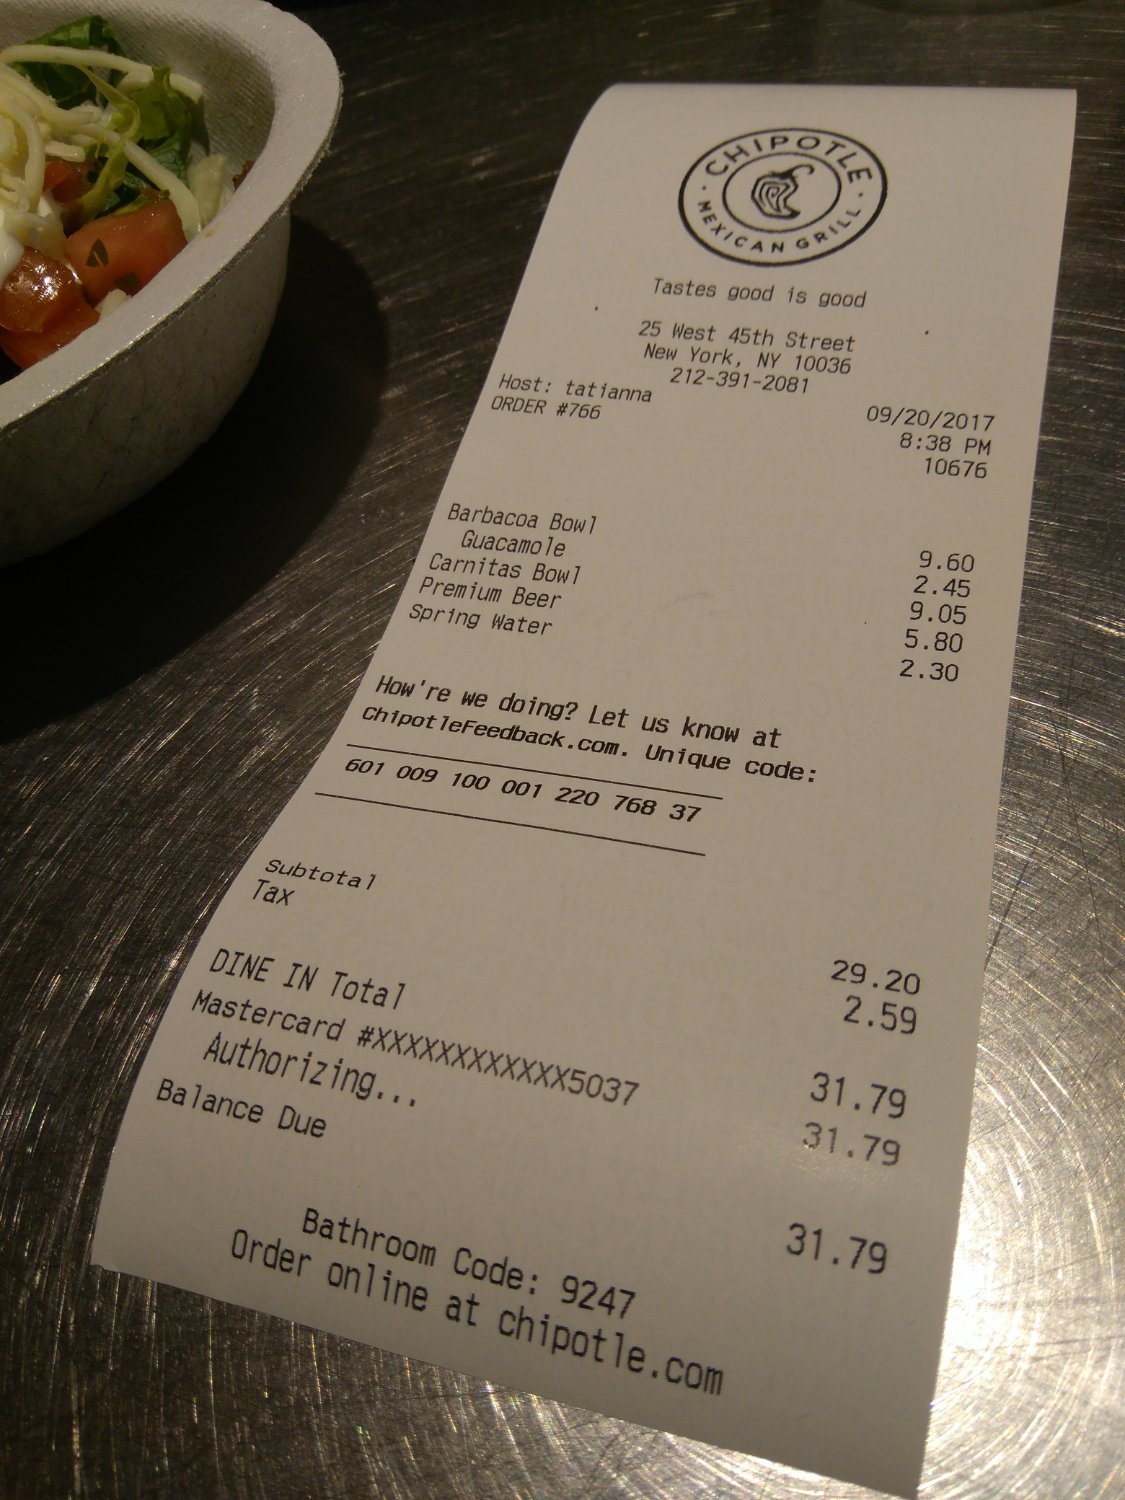 CHIPOTLE
MEXICAN GRILL
Tastes good is good
25 West 45th Street
New York, NY 10036
212-391-2081
Host: tatianna 09/20/2017
ORDER #766 8:38 PM
10676
Barbacoa Bowl 9.60
Guacamole 2.45
Carnitas Bowl 9.05
Premium Beer 5.80
Spring Water 2.30
How're we doing? Let us know at
ChipotleFeedback.com. Unique code:
601 009 100 001 220 768 37
Subtotal 29.20
Tax 2.59
DINE IN Total 31.79
Mastercard #XXXXXXXXXXXX5037 31.79
Authorizing...
Balance Due 31.79
Bathroom Code: 9247
Order online at chipotle.com